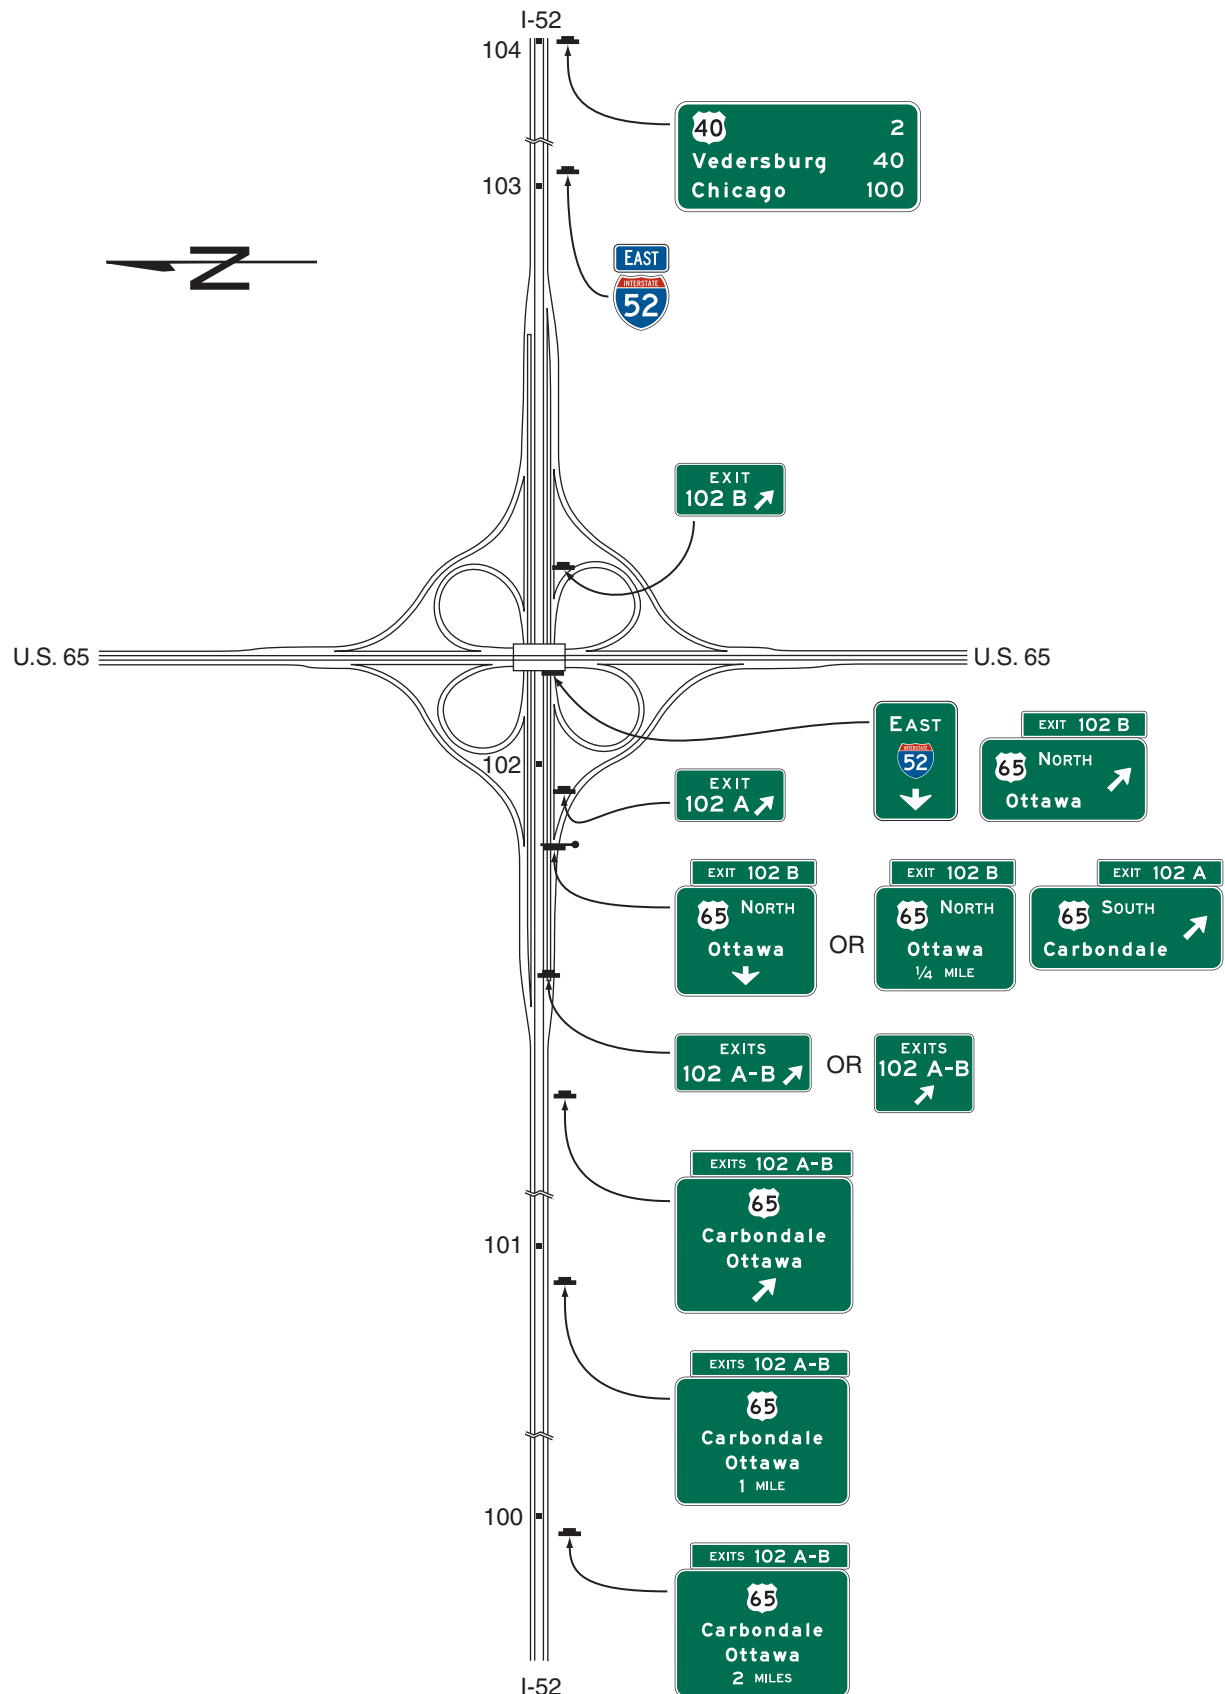 I-52
104
40 2
Vedersburg 40
Chicago 100
103
N
EAST
INTERSTATE
52
EXIT
102 B
U.S. 65
U.S. 65
EAST
INTERSTATE
52
EXIT 102 B
65 NORTH
Ottawa
102
EXIT
102 A
EXIT 102 B
65 NORTH
Ottawa
OR
EXIT 102 B
65 NORTH
Ottawa
1/4 MILE
EXIT 102 A
65 SOUTH
Carbondale
EXITS
102 A-B
OR
EXITS
102 A-B
EXITS 102 A-B
65
Carbondale
Ottawa
101
EXITS 102 A-B
65
Carbondale
Ottawa
1 MILE
100
EXITS 102 A-B
65
Carbondale
Ottawa
2 MILES
I-52